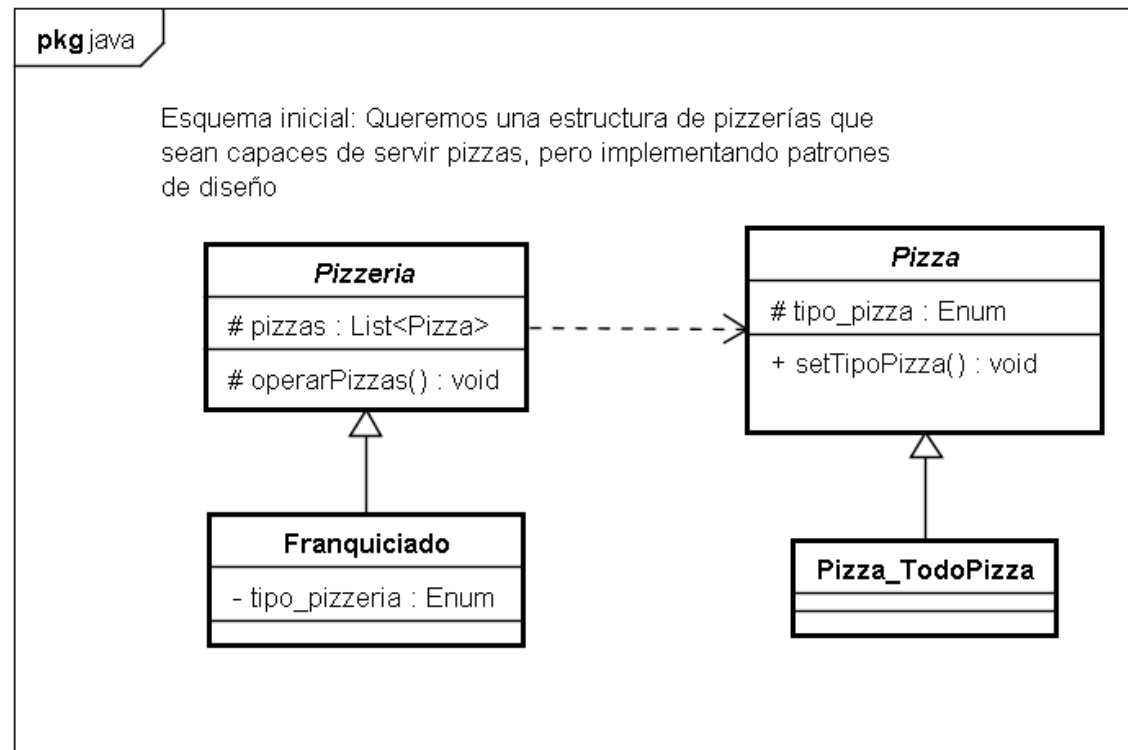 pkg java
Esquema inicial: Queremos una estructura de pizzerías que
sean capaces de servir pizzas, pero implementando patrones
de diseño
Pizzeria
# pizzas : List<Pizza>
# operarPizzas() : void
Pizza
# tipo_pizza : Enum
+ setTipoPizza() : void
Franquiciado
- tipo_pizzeria : Enum
Pizza_TodoPizza